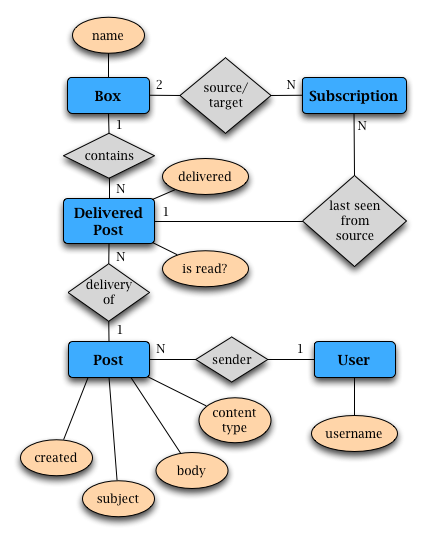 name
Box
2
source/
target
N
Subscription
1
N
contains
N
delivered
Delivered
Post
1
last seen
from
source
N
is read?
delivery
of
1
Post
N
sender
1
User
content
type
username
created
body
subject